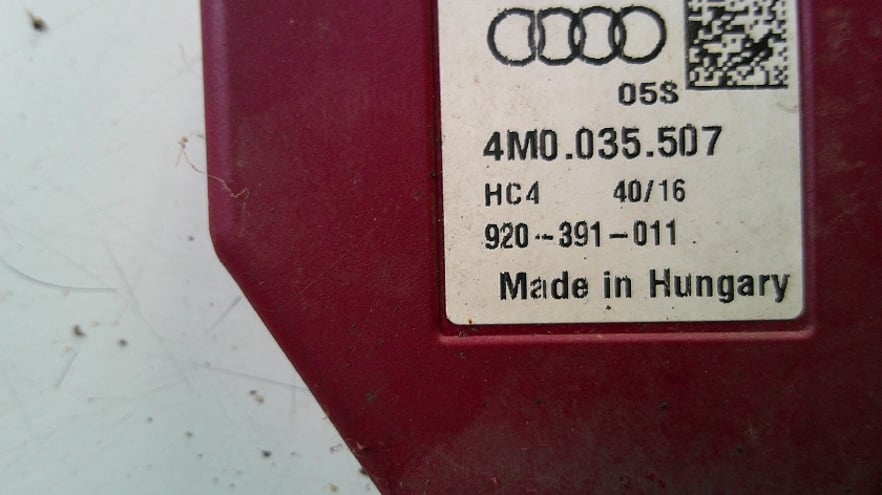 05S
4M0.035.507
HC4 40/16
920-391-011
Made in Hungary